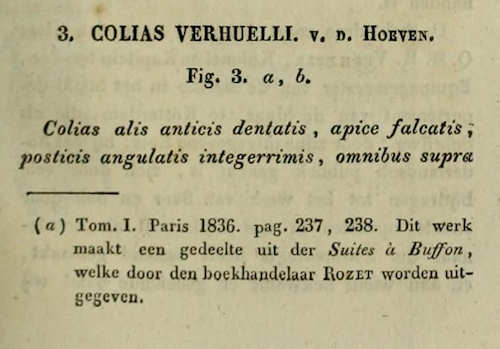 3. COLIAS VERHUELLI. v. d. Hoeven.
Fig. 3. a, b.
Colias alis anticis dentatis, apice falcatis;
posticis angulatis integerrimis, omnibus supra
(a) Tom. I. Paris 1836. pag. 237, 238. Dit werk
maakt een gedeelte uit der Suites à Buffon,
welke door den boekhandelaar Rozet worden uit-
gegeven.